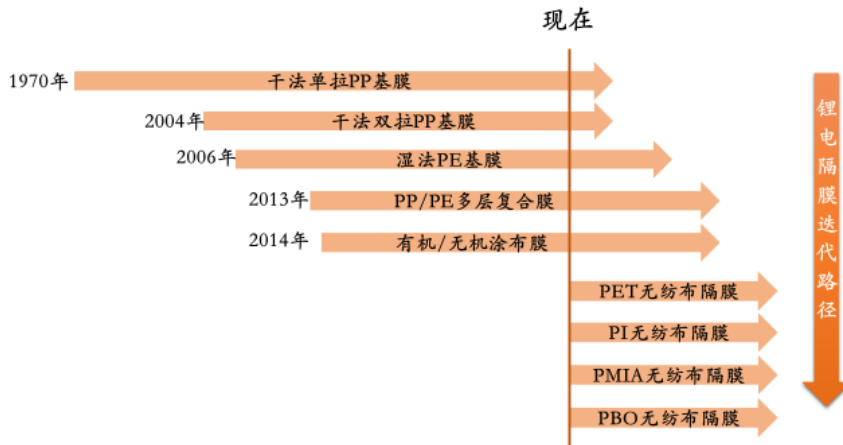 现在
1970年 干法单拉PP基膜
2004年 干法双拉PP基膜
2006年 湿法PE基膜
2013年 PP/PE多层复合膜
2014年 有机/无机涂布膜
PET无纺布隔膜
PI无纺布隔膜
PMIA无纺布隔膜
PBO无纺布隔膜
锂电隔膜迭代路径